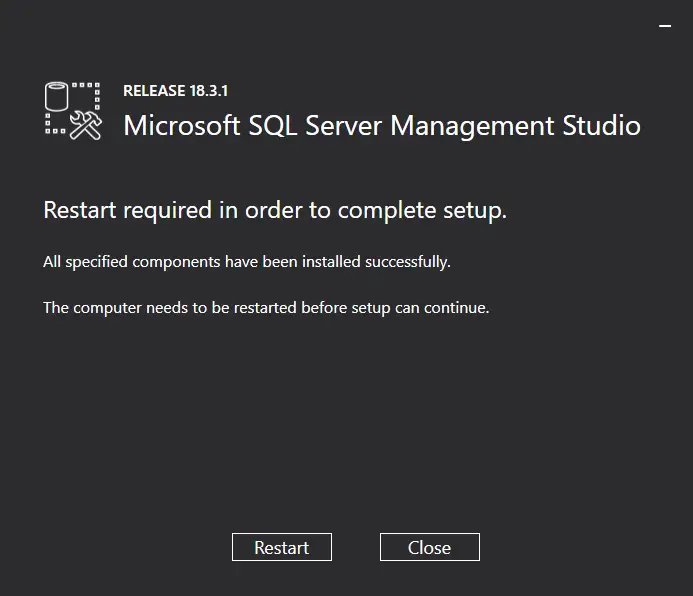 RELEASE 18.3.1
Microsoft SQL Server Management Studio
Restart required in order to complete setup.
All specified components have been installed successfully.
The computer needs to be restarted before setup can continue.
Restart
Close